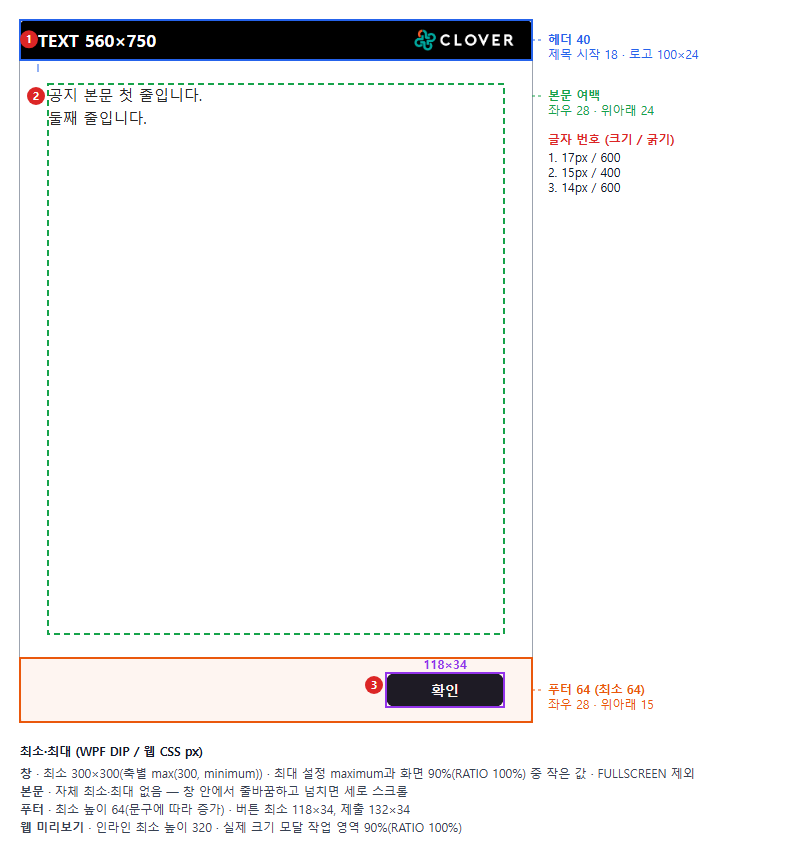 1 TEXT 560×750 CLOVER
헤더 40
제목 시작 18 · 로고 100×24
2 공지 본문 첫 줄입니다.
둘째 줄입니다.
본문 여백
좌우 28 · 위아래 24
글자 번호 (크기 / 굵기)
1. 17px / 600
2. 15px / 400
3. 14px / 600
118×34
3 확인
푸터 64 (최소 64)
좌우 28 · 위아래 15
최소·최대 (WPF DIP / 웹 CSS px)
창 · 최소 300×300(축별 max(300, minimum)) · 최대 설정 maximum과 화면 90%(RATIO 100%) 중 작은 값 · FULLSCREEN 제외
본문 · 자체 최소·최대 없음 — 창 안에서 줄바꿈하고 넘치면 세로 스크롤
푸터 · 최소 높이 64(문구에 따라 증가) · 버튼 최소 118×34, 제출 132×34
웹 미리보기 · 인라인 최소 높이 320 · 실제 크기 모달 작업 영역 90%(RATIO 100%)